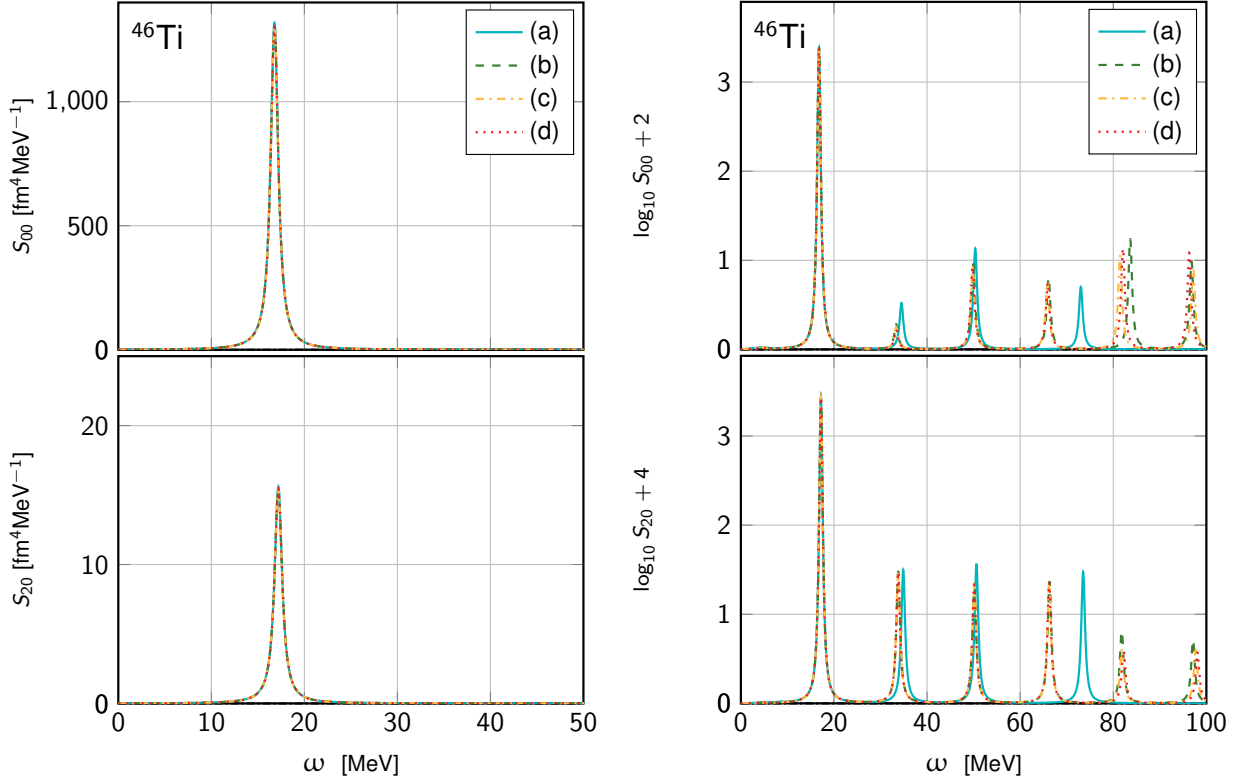 ⁴⁶Ti
(a)
(b)
(c)
(d)
S₀₀ [fm⁴MeV⁻¹]
1,000
500
0
S₂₀ [fm⁴MeV⁻¹]
20
10
0
0 10 20 30 40 50
ω [MeV]
⁴⁶Ti
(a)
(b)
(c)
(d)
log₁₀ S₀₀ + 2
3
2
1
0
log₁₀ S₂₀ + 4
3
2
1
0
0 20 40 60 80 100
ω [MeV]